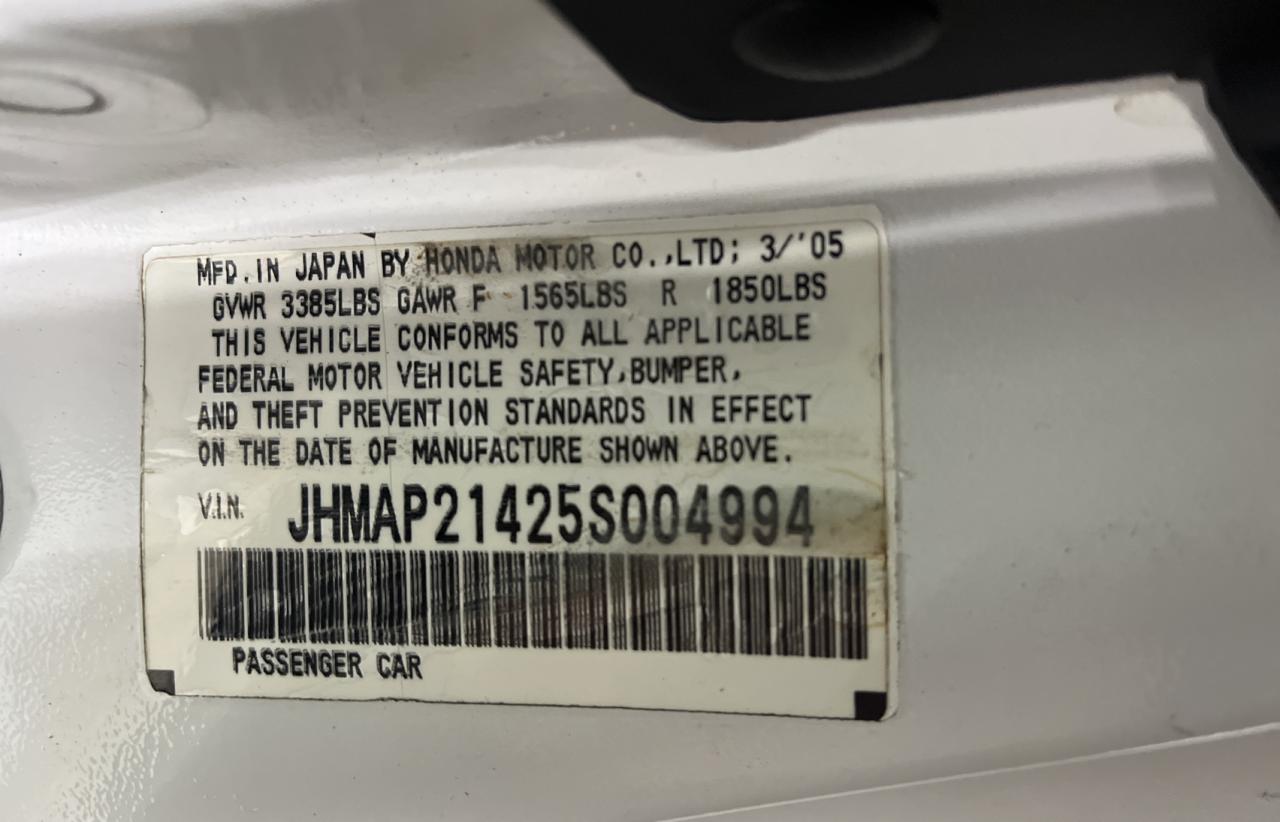 MFD. IN JAPAN BY HONDA MOTOR CO.,LTD; 3/'05
GVWR 3385LBS GAWR F 1565LBS R 1850LBS
THIS VEHICLE CONFORMS TO ALL APPLICABLE
FEDERAL MOTOR VEHICLE SAFETY,BUMPER,
AND THEFT PREVENTION STANDARDS IN EFFECT
ON THE DATE OF MANUFACTURE SHOWN ABOVE.
V.I.N. JHMAP21425S004994
PASSENGER CAR